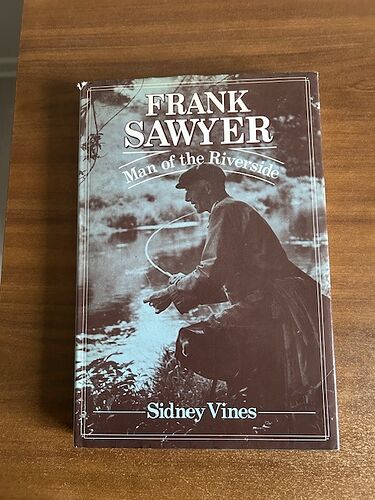 FRANK
SAWYER
Man of the Riverside
Sidney Vines